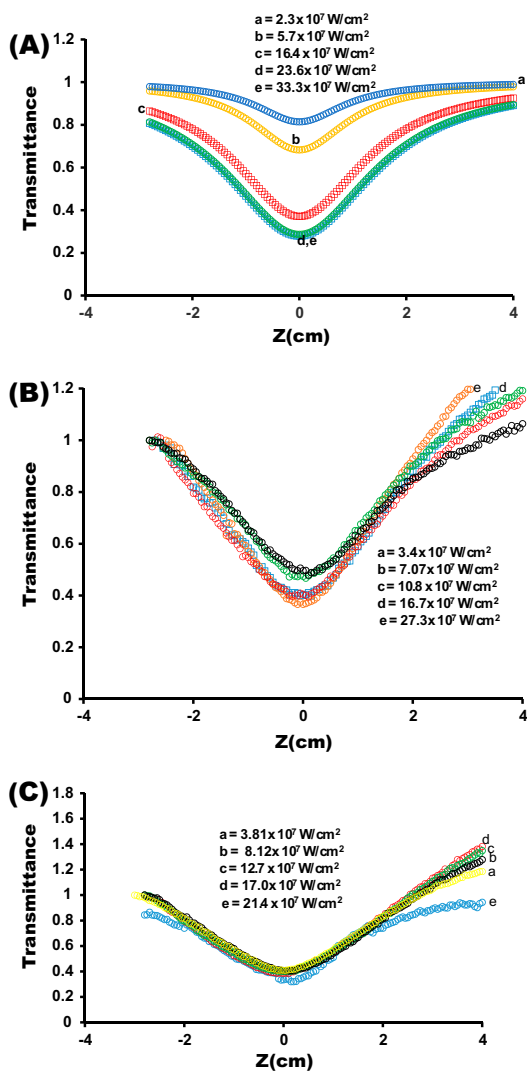 (A)
a = 2.3 x 10⁷ W/cm²
b = 5.7 x 10⁷ W/cm²
c = 16.4 x 10⁷ W/cm²
d = 23.6 x 10⁷ W/cm²
e = 33.3 x 10⁷ W/cm²
1.2
1
0.8
0.6
0.4
0.2
0
Transmittance
a
c
b
d,e
-4
-2
0
2
4
Z(cm)
(B)
1.2
1
0.8
0.6
0.4
0.2
0
Transmittance
e
d
a = 3.4 x 10⁷ W/cm²
b = 7.07 x 10⁷ W/cm²
c = 10.8 x 10⁷ W/cm²
d = 16.7 x 10⁷ W/cm²
e = 27.3 x 10⁷ W/cm²
-4
-2
0
2
4
Z(cm)
(C)
1.8
1.6
1.4
1.2
1
0.8
0.6
0.4
0.2
0
Transmittance
a = 3.81 x 10⁷ W/cm²
b = 8.12 x 10⁷ W/cm²
c = 12.7 x 10⁷ W/cm²
d = 17.0 x 10⁷ W/cm²
e = 21.4 x 10⁷ W/cm²
d
c
b
a
e
-4
-2
0
2
4
Z(cm)